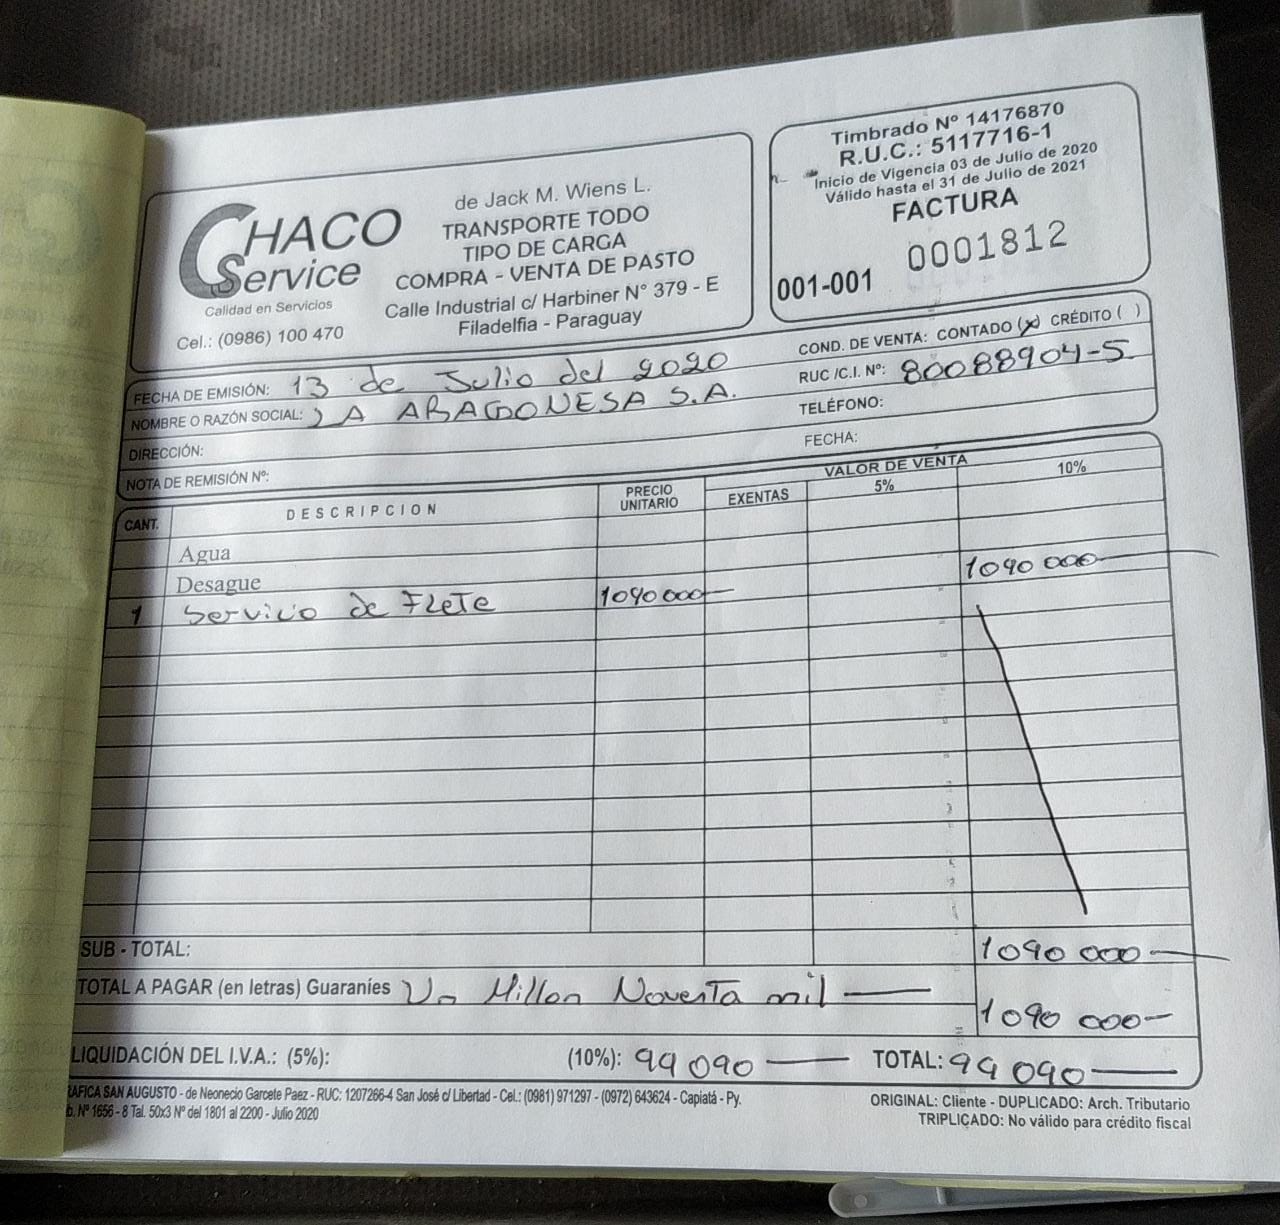 CHACO
Service
Calidad en Servicios
Cel.: (0986) 100 470
de Jack M. Wiens L.
TRANSPORTE TODO
TIPO DE CARGA
COMPRA - VENTA DE PASTO
Calle Industrial c/ Harbiner N° 379 - E
Filadelfia - Paraguay
Timbrado Nº 14176870
R.U.C.: 5117716-1
Inicio de Vigencia 03 de Julio de 2020
Válido hasta el 31 de Julio de 2021
FACTURA
001-001 0001812
FECHA DE EMISIÓN: 13 de Julio del 2020
COND. DE VENTA: CONTADO (x) CRÉDITO ( )
NOMBRE O RAZÓN SOCIAL: LA ARAGONESA S.A.
RUC /C.I. Nº: 80088904-5
DIRECCIÓN:
TELÉFONO:
NOTA DE REMISIÓN Nº:
FECHA:
CANT. DESCRIPCION PRECIO UNITARIO VALOR DE VENTA
EXENTAS 5% 10%
Agua
Desague
1 Servicio de Flete 1090000 1090 000
SUB - TOTAL: 1090 000
TOTAL A PAGAR (en letras) Guaraníes Un Millon Noventa mil
1090 000
LIQUIDACIÓN DEL I.V.A.: (5%): (10%): 99 090 TOTAL: 99 090
RAFICA SAN AUGUSTO - de Neonecio Garcete Paez - RUC: 1207266-4 San José c/ Libertad - Cel.: (0981) 971297 - (0972) 643624 - Capiatá - Py.
b. Nº 1656 - 8 Tal. 50x3 Nº del 1801 al 2200 - Julio 2020
ORIGINAL: Cliente - DUPLICADO: Arch. Tributario
TRIPLICADO: No válido para crédito fiscal